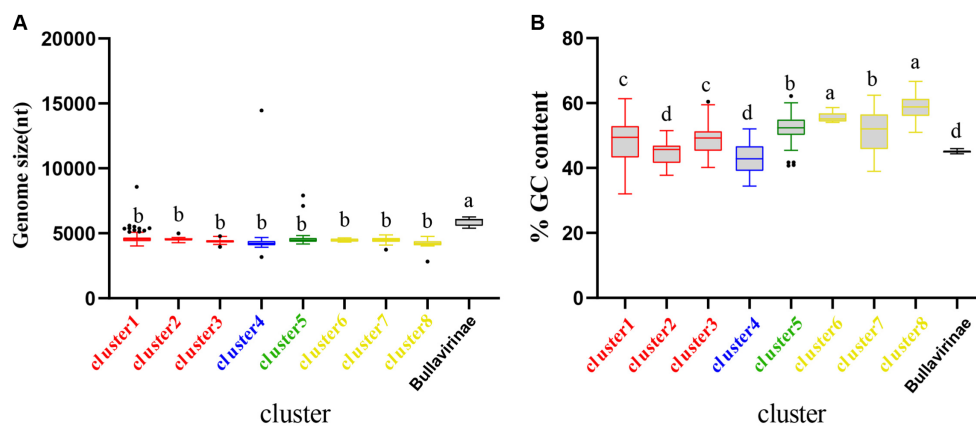 A
Genome size(nt)
20000
15000
10000
5000
0
b
b
b
b
b
b
b
b
a
cluster1
cluster2
cluster3
cluster4
cluster5
cluster6
cluster7
cluster8
Bullavirinae
cluster
B
% GC content
80
60
40
20
0
c
d
c
d
b
a
b
a
d
cluster1
cluster2
cluster3
cluster4
cluster5
cluster6
cluster7
cluster8
Bullavirinae
cluster